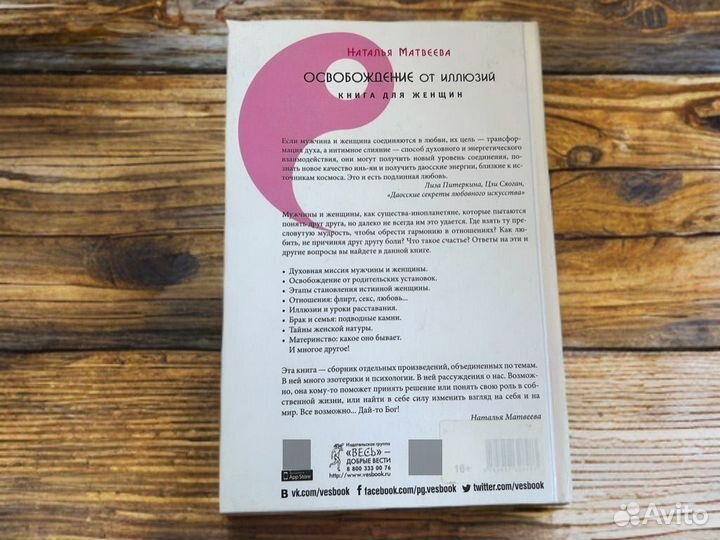 Наталья Матвеева
ОСВОБОЖДЕНИЕ от иллюзий
книга для женщин
Если мужчина и женщина соединяются в любви, их цель — трансфор-
мация духа, а интимное слияние — способ духовного и энергетического
взаимодействия, они могут получить новый уровень соединения, по-
знать новое качество инь-ян и получить даосские энергии, близкие к ис-
точникам космоса. Это и есть подлинная любовь.
Лиза Питеркина, Цзи Сяоган,
«Даосские секреты любовного искусства»
Мужчины и женщины, как существа-инопланетяне, которые пытаются
понять друг друга, но далеко не всегда им это удается. Где взять ту пре-
словутую мудрость, чтобы обрести гармонию в отношениях? Как лю-
бить, не причиняя друг другу боли? Что такое счастье? Ответы на эти и
другие вопросы вы найдете в данной книге.
• Духовная миссия мужчины и женщины.
• Освобождение от родительских установок.
• Этапы становления истинной женщины.
• Отношения: флирт, секс, любовь...
• Иллюзии и уроки расставания.
• Брак и семья: подводные камни.
• Тайны женской натуры.
• Материнство: какое оно бывает.
И многое другое!
Эта книга — сборник отдельных произведений, объединенных по темам.
В ней много эзотерики и психологии. В ней рассуждения о нас. Возмож-
но, она кому-то поможет принять решение или понять свою роль в соб-
ственной жизни, или найти в себе силу изменить взгляд на себя и на
мир. Все возможно... Дай-то Бог!
Наталья Матвеева
Издательская группа
«ВЕСЬ» —
ДОБРЫЕ ВЕСТИ
8 800 333 00 76
http://www.vesbook.ru
App Store
16+
vk.com/vesbook facebook.com/pg.vesbook twitter.com/vesbook
Avito